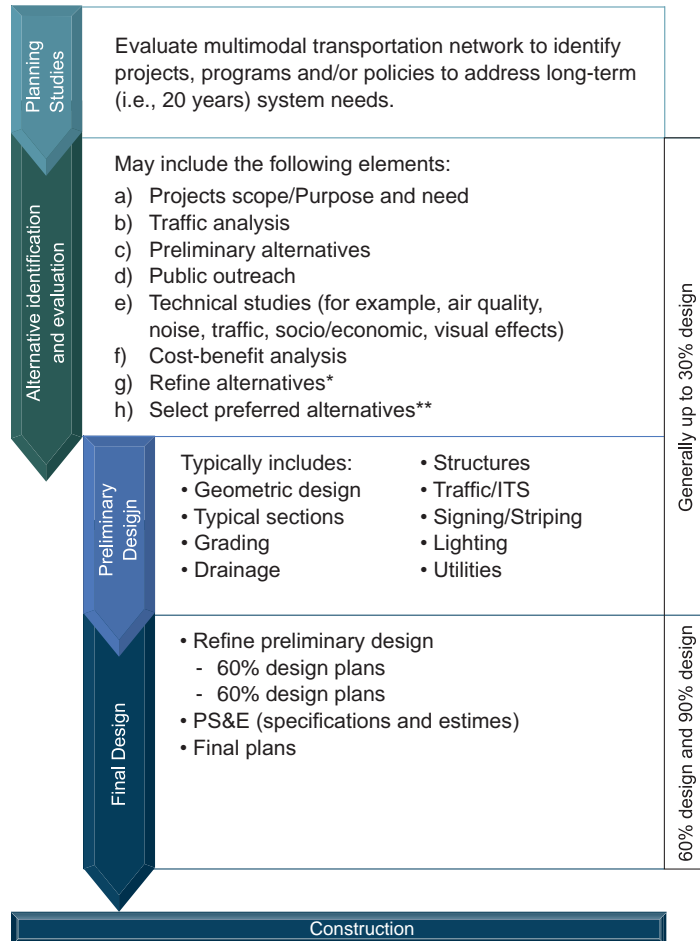 Planning
Studies
Evaluate multimodal transportation network to identify
projects, programs and/or policies to address long-term
(i.e., 20 years) system needs.
Alternative identification
and evaluation
May include the following elements:
a) Projects scope/Purpose and need
b) Traffic analysis
c) Preliminary alternatives
d) Public outreach
e) Technical studies (for example, air quality,
noise, traffic, socio/economic, visual effects)
f) Cost-benefit analysis
g) Refine alternatives*
h) Select preferred alternatives**
Generally up to 30% design
Preliminary
Desigjn
Typically includes:
• Geometric design
• Typical sections
• Grading
• Drainage
• Structures
• Traffic/ITS
• Signing/Striping
• Lighting
• Utilities
Final Design
• Refine preliminary design
- 60% design plans
- 60% design plans
• PS&E (specifications and estimes)
• Final plans
60% design and 90% design
Construction